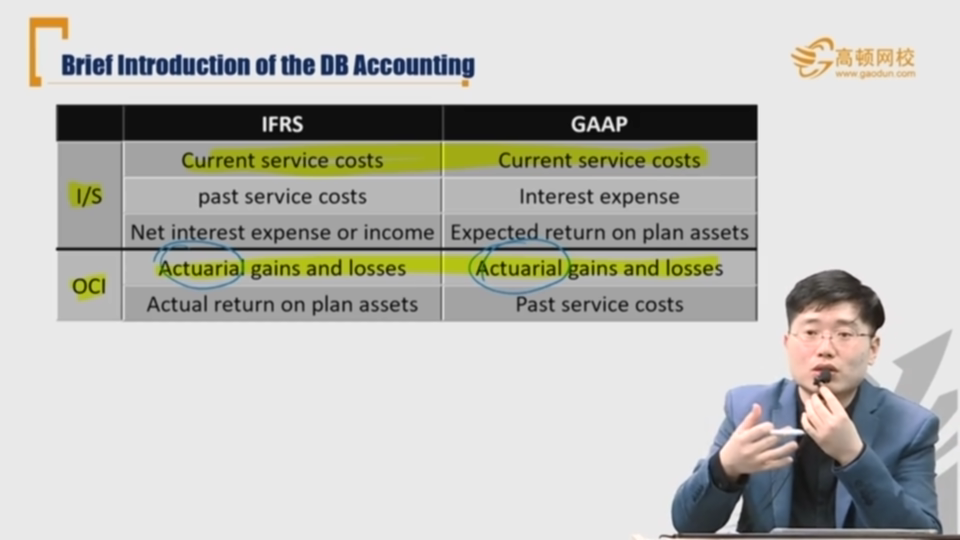 Brief Introduction of the DB Accounting
高顿网校
www.gaodun.com
IFRS GAAP
I/S
Current service costs Current service costs
past service costs Interest expense
Net interest expense or income Expected return on plan assets
OCI
Actuarial gains and losses Actuarial gains and losses
Actual return on plan assets Past service costs